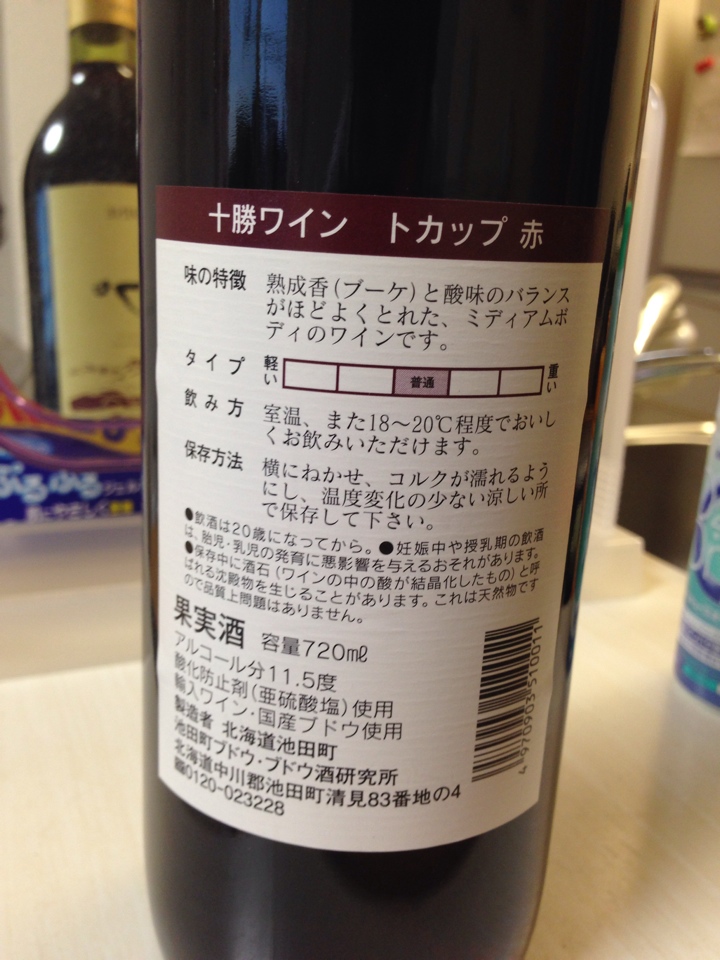 十勝ワイン トカップ 赤
味の特徴 熟成香(ブーケ)と酸味のバランス
がほどよくとれた、ミディアムボ
ディのワインです。
タイプ 軽い 普通 重い
飲み方 室温、また18〜20℃程度でおいし
くお飲みいただけます。
保存方法 横にねかせ、コルクが濡れるよう
にし、温度変化の少ない涼しい所
で保存して下さい。
●飲酒は20歳になってから。●妊娠中や授乳期の飲酒
は、胎児・乳児の発育に悪影響を与えるおそれがあります。
●保存中に酒石(ワインの中の酸が結晶化したもの)と呼
ばれる沈殿物を生じることがあります。これは天然物です
ので品質上問題はありません。
果実酒 容量720ml
アルコール分11.5度
酸化防止剤(亜硫酸塩)使用
輸入ワイン・国産ブドウ使用
製造者 北海道池田町
池田町ブドウ・ブドウ酒研究所
北海道中川郡池田町清見83番地の4
0120-023228
4 970903 510011
ぷるぷる